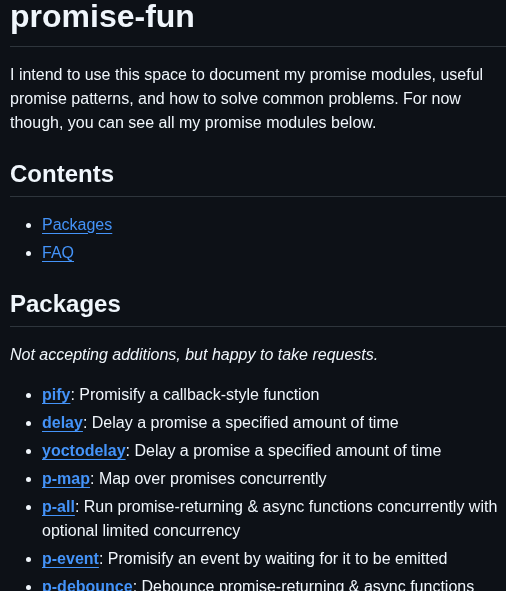 promise-fun
I intend to use this space to document my promise modules, useful
promise patterns, and how to solve common problems. For now
though, you can see all my promise modules below.
Contents
Packages
FAQ
Packages
Not accepting additions, but happy to take requests.
pify: Promisify a callback-style function
delay: Delay a promise a specified amount of time
yoctodelay: Delay a promise a specified amount of time
p-map: Map over promises concurrently
p-all: Run promise-returning & async functions concurrently with
optional limited concurrency
p-event: Promisify an event by waiting for it to be emitted
p-debounce: Debounce promise-returning & async functions